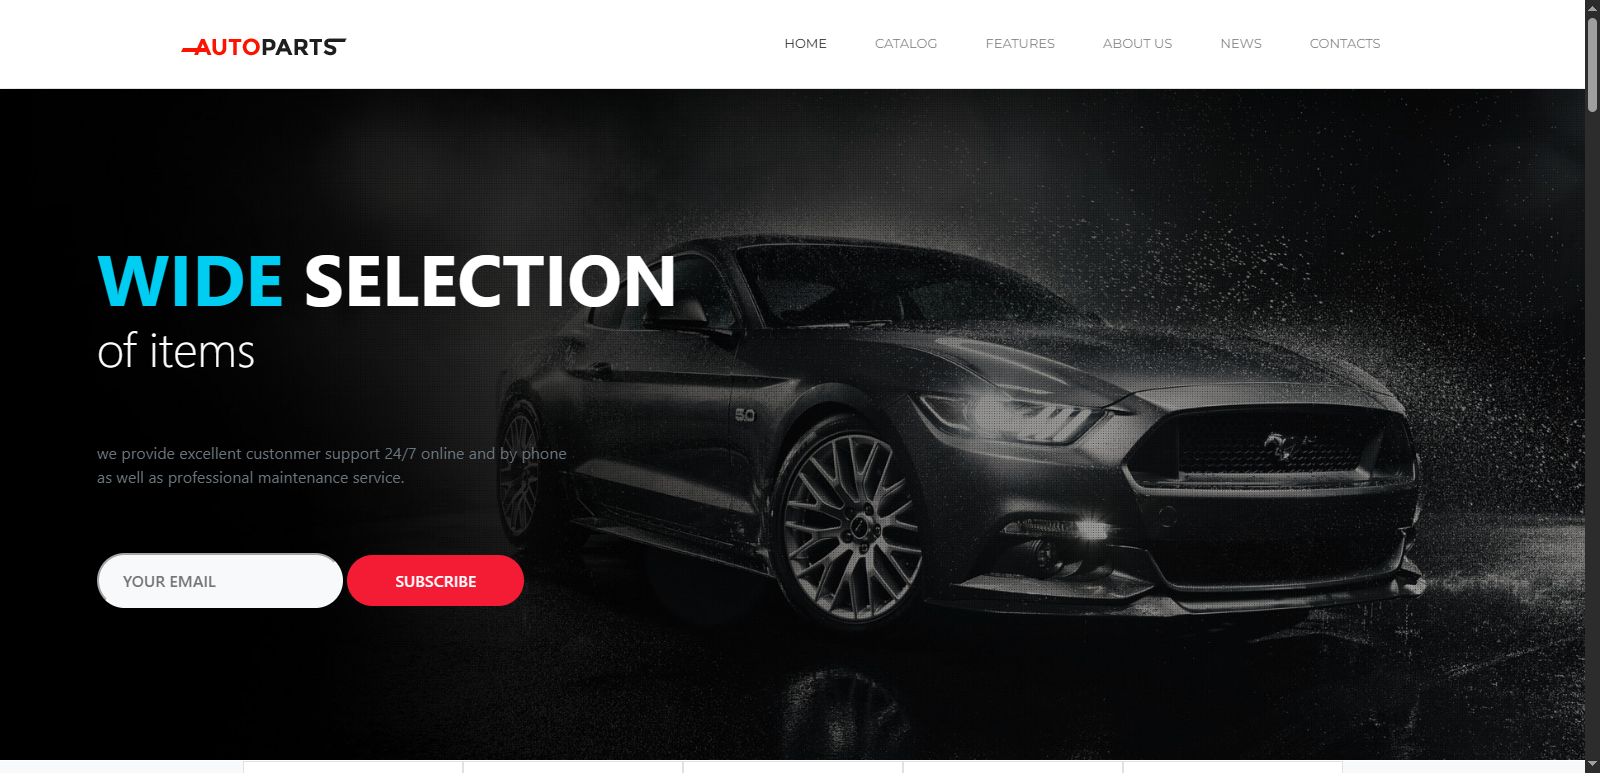 AUTOPARTS
HOME CATALOG FEATURES ABOUT US NEWS CONTACTS
WIDE SELECTION
of items
5.0
we provide excellent custonmer support 24/7 online and by phone
as well as professional maintenance service.
YOUR EMAIL SUBSCRIBE